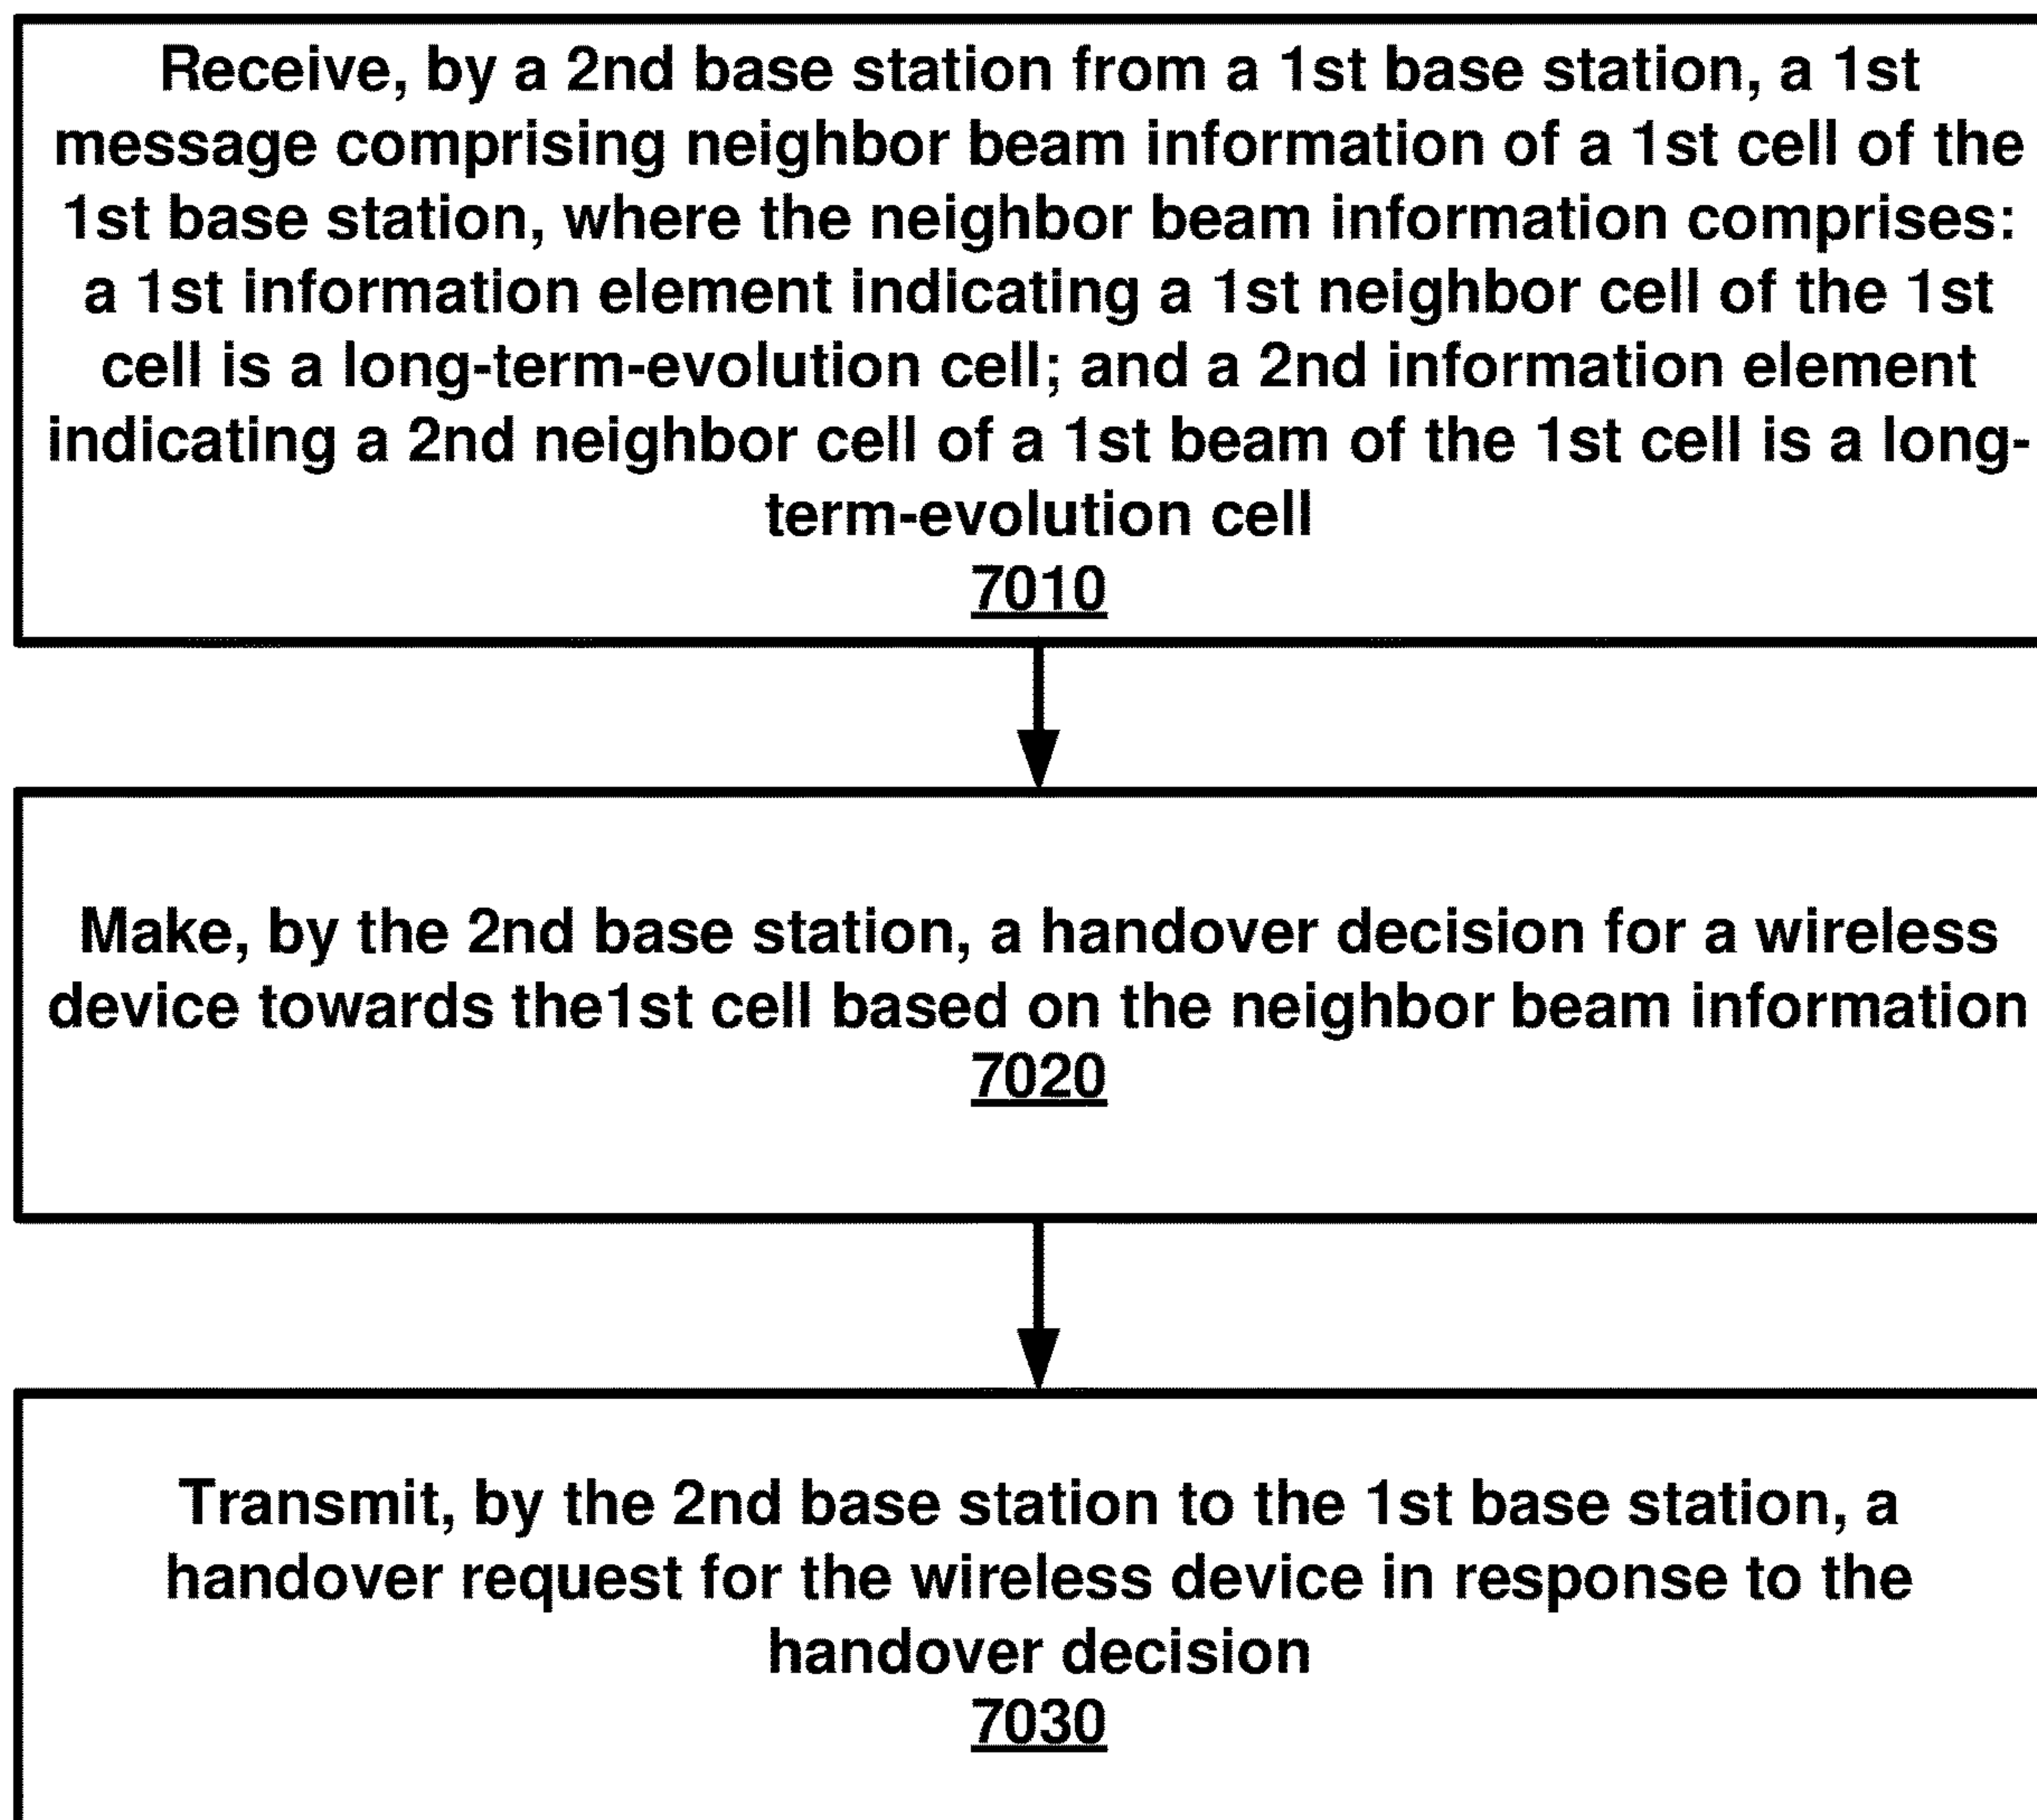 Receive, by a 2nd base station from a 1st base station, a 1st
message comprising neighbor beam information of a 1st cell of the
1st base station, where the neighbor beam information comprises:
a 1st information element indicating a 1st neighbor cell of the 1st
cell is a long-term-evolution cell; and a 2nd information element
indicating a 2nd neighbor cell of a 1st beam of the 1st cell is a long-
term-evolution cell
7010
Make, by the 2nd base station, a handover decision for a wireless
device towards the1st cell based on the neighbor beam information
7020
Transmit, by the 2nd base station to the 1st base station, a
handover request for the wireless device in response to the
handover decision
7030